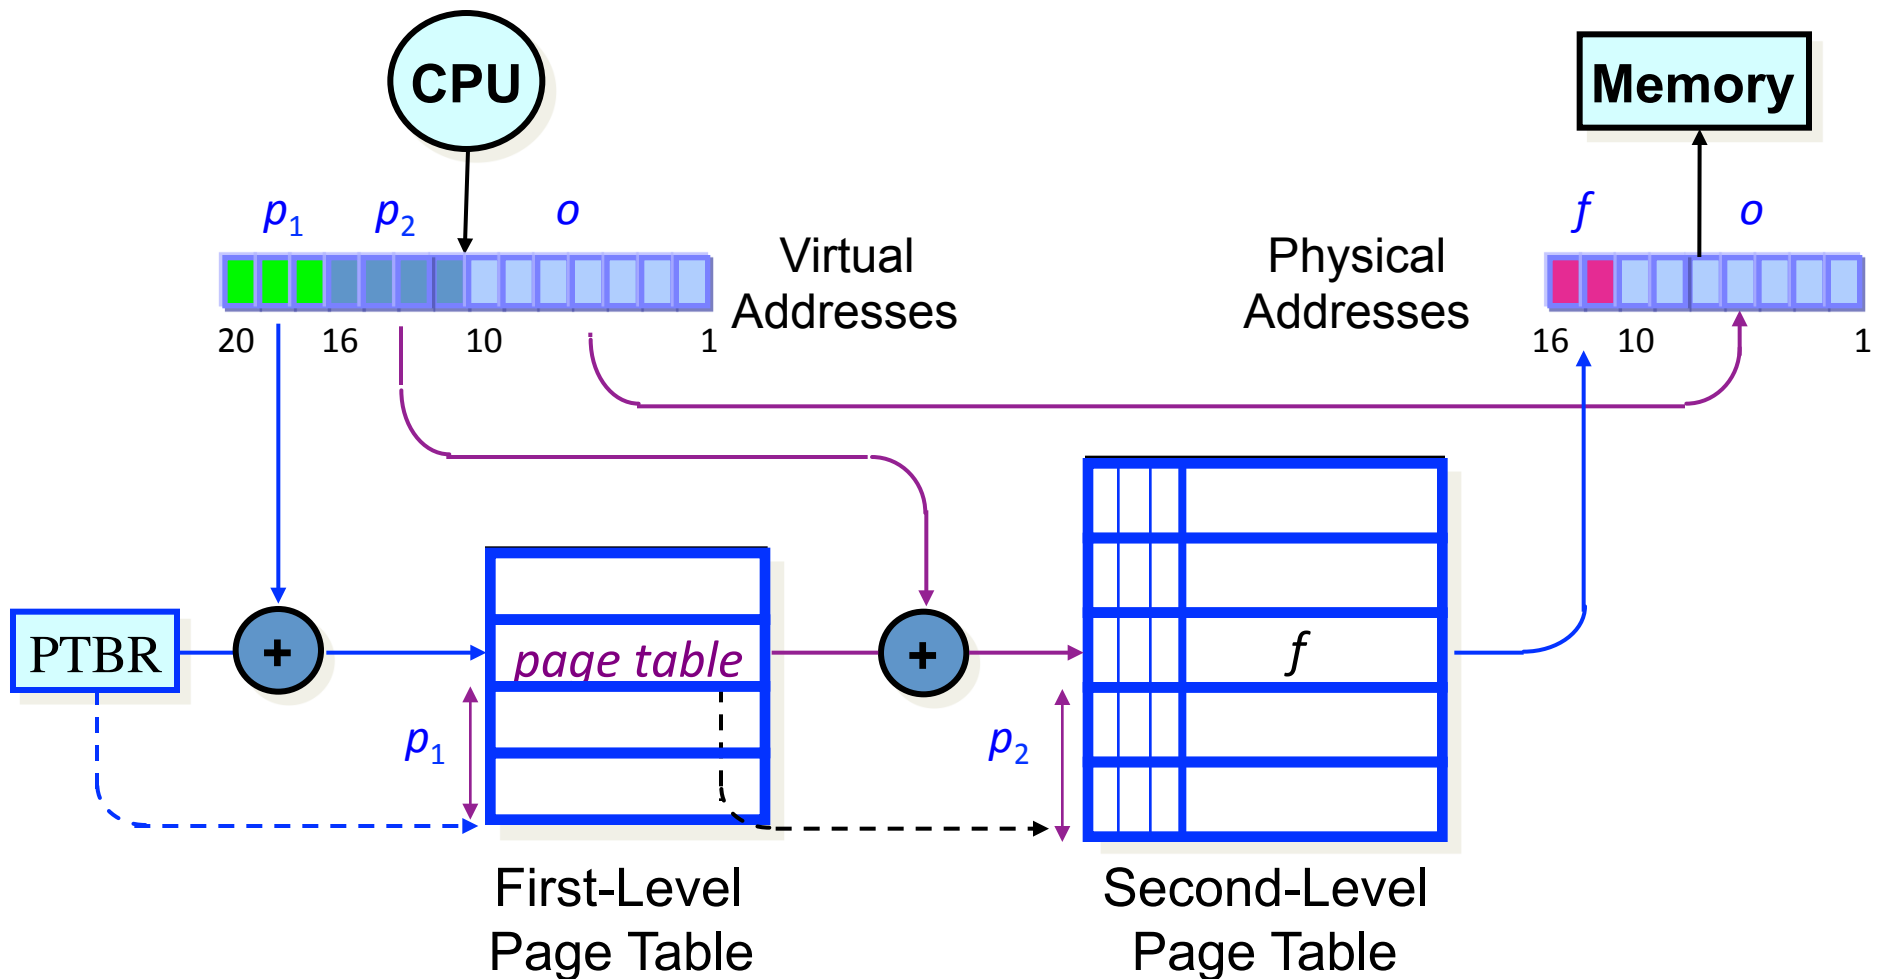 CPU
Memory
p1 p2 o
f o
Virtual
Addresses
Physical
Addresses
20 16 10 1
16 10 1
PTBR
+
page table
+
f
p1
p2
First-Level
Page Table
Second-Level
Page Table